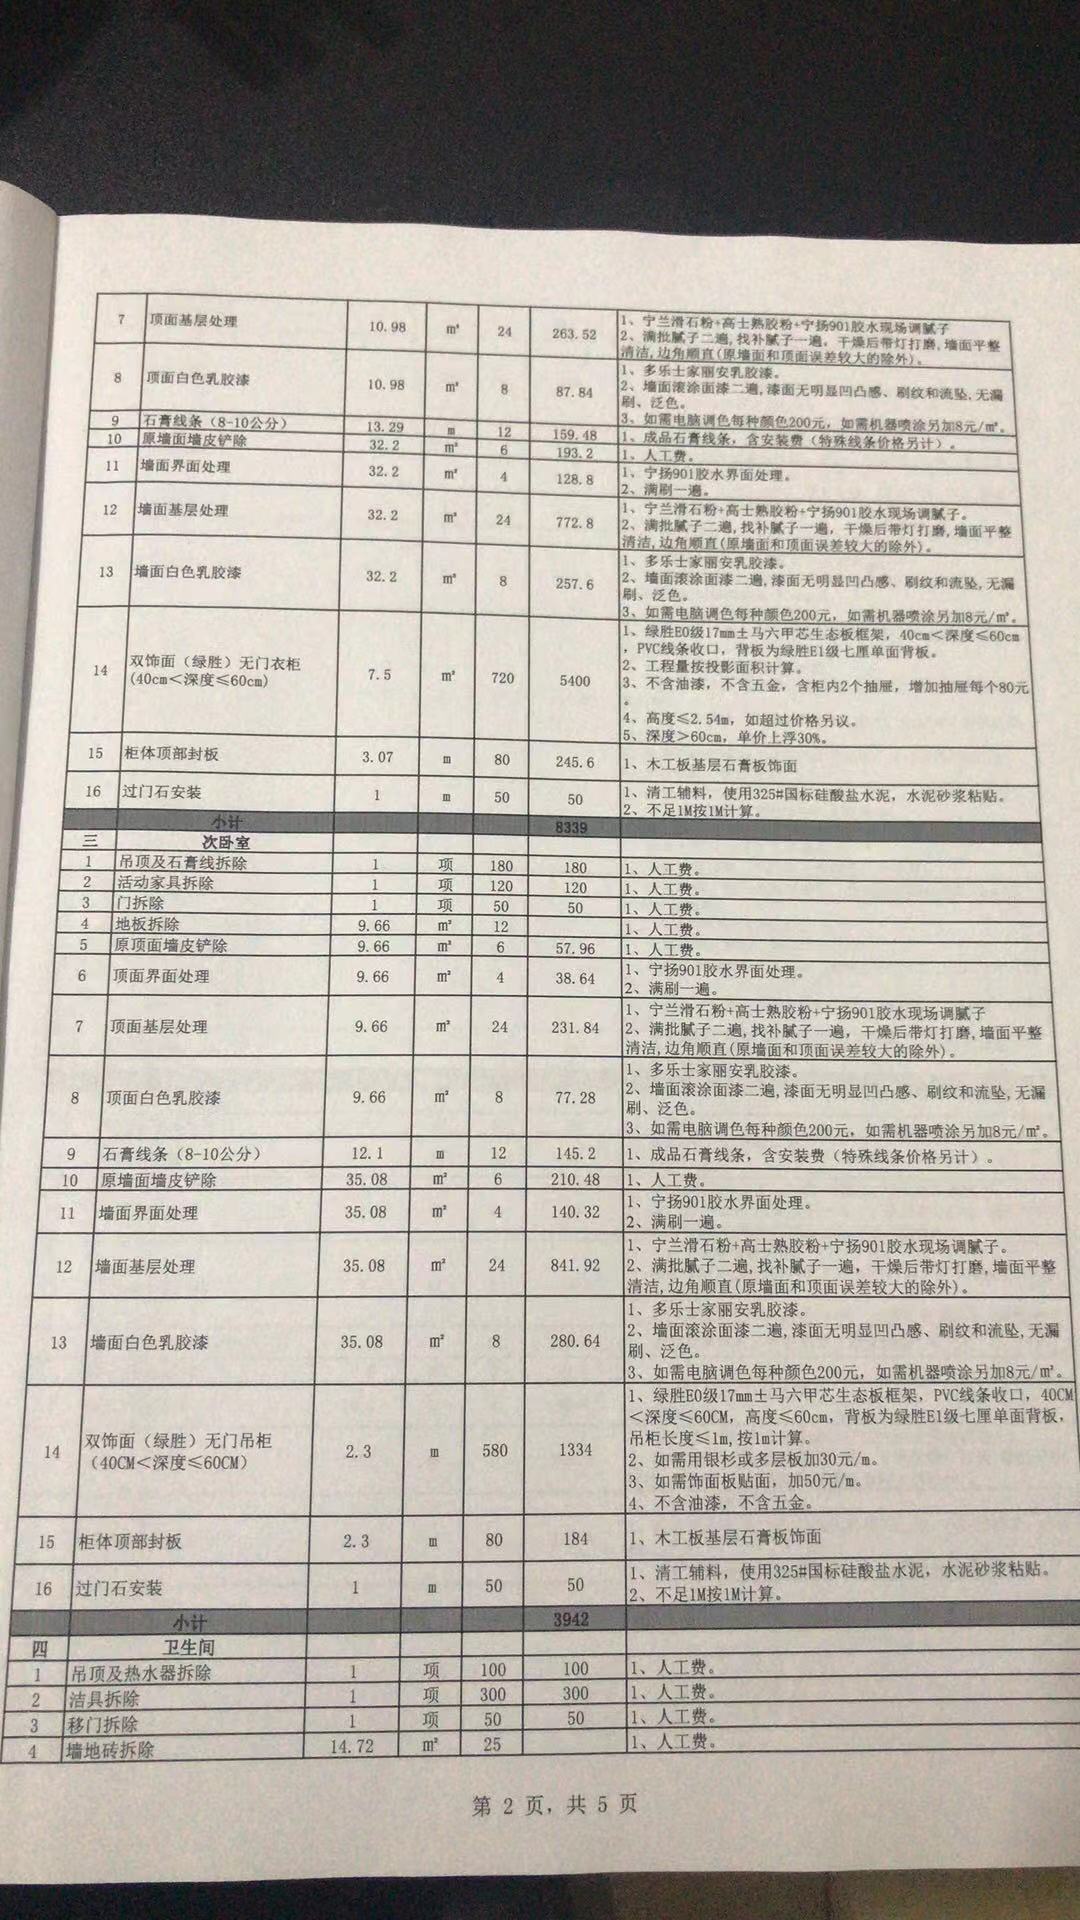 7 顶面基层处理 10.98 m² 24 263.52 1、宁兰滑石粉+高士熟胶粉+宁扬901胶水现场调腻子
2、满批腻子二遍,找补腻子一遍，干燥后带灯打磨,墙面平整
清洁,边角顺直(原墙面和顶面误差较大的除外)。
8 顶面白色乳胶漆 10.98 m² 8 87.84 1、多乐士家丽安乳胶漆。
2、墙面滚涂面漆二遍,漆面无明显凹凸感、刷纹和流坠,无漏
刷、泛色。
3、如需电脑调色每种颜色200元，如需机器喷涂另加8元/㎡。
9 石膏线条（8-10公分） 13.29 m 12 159.48 1、成品石膏线条，含安装费（特殊线条价格另计）。
10 原墙面墙皮铲除 32.2 m² 6 193.2 1、人工费。
11 墙面界面处理 32.2 m² 4 128.8 1、宁扬901胶水界面处理。
2、满刷一遍。
12 墙面基层处理 32.2 m² 24 772.8 1、宁兰滑石粉+高士熟胶粉+宁扬901胶水现场调腻子。
2、满批腻子二遍,找补腻子一遍，干燥后带灯打磨,墙面平整
清洁,边角顺直(原墙面和顶面误差较大的除外)。
13 墙面白色乳胶漆 32.2 m² 8 257.6 1、多乐士家丽安乳胶漆。
2、墙面滚涂面漆二遍,漆面无明显凹凸感、刷纹和流坠,无漏
刷、泛色。
3、如需电脑调色每种颜色200元，如需机器喷涂另加8元/㎡。
14 双饰面（绿胜）无门衣柜 7.5 m² 720 5400 1、绿胜E0级17mm±马六甲芯生态板框架，40cm＜深度≤60cm
(40cm＜深度≤60cm) ，PVC线条收口，背板为绿胜E1级七厘单面背板。
2、工程量按投影面积计算。
3、不含油漆，不含五金，含柜内2个抽屉，增加抽屉每个80元
。
4、高度≤2.54m，如超过价格另议。
5、深度＞60cm，单价上浮30%。
15 柜体顶部封板 3.07 m 80 245.6 1、木工板基层石膏板饰面
16 过门石安装 1 m 50 50 1、清工辅料，使用325#国标硅酸盐水泥，水泥砂浆粘贴。
2、不足1M按1M计算。
小计 8339
三 次卧室
1 吊顶及石膏线拆除 1 项 180 180 1、人工费。
2 活动家具拆除 1 项 120 120 1、人工费。
3 门拆除 1 项 50 50 1、人工费。
4 地板拆除 9.66 m² 12 1、人工费。
5 原顶面墙皮铲除 9.66 m² 6 57.96 1、人工费。
6 顶面界面处理 9.66 m² 4 38.64 1、宁扬901胶水界面处理。
2、满刷一遍。
7 顶面基层处理 9.66 m² 24 231.84 1、宁兰滑石粉+高士熟胶粉+宁扬901胶水现场调腻子
2、满批腻子二遍,找补腻子一遍，干燥后带灯打磨,墙面平整
清洁,边角顺直(原墙面和顶面误差较大的除外)。
8 顶面白色乳胶漆 9.66 m² 8 77.28 1、多乐士家丽安乳胶漆。
2、墙面滚涂面漆二遍,漆面无明显凹凸感、刷纹和流坠,无漏
刷、泛色。
3、如需电脑调色每种颜色200元，如需机器喷涂另加8元/㎡。
9 石膏线条（8-10公分） 12.1 m 12 145.2 1、成品石膏线条，含安装费（特殊线条价格另计）。
10 原墙面墙皮铲除 35.08 m² 6 210.48 1、人工费。
11 墙面界面处理 35.08 m² 4 140.32 1、宁扬901胶水界面处理。
2、满刷一遍。
12 墙面基层处理 35.08 m² 24 841.92 1、宁兰滑石粉+高士熟胶粉+宁扬901胶水现场调腻子。
2、满批腻子二遍,找补腻子一遍，干燥后带灯打磨,墙面平整
清洁,边角顺直(原墙面和顶面误差较大的除外)。
13 墙面白色乳胶漆 35.08 m² 8 280.64 1、多乐士家丽安乳胶漆。
2、墙面滚涂面漆二遍,漆面无明显凹凸感、刷纹和流坠,无漏
刷、泛色。
3、如需电脑调色每种颜色200元，如需机器喷涂另加8元/㎡。
14 双饰面（绿胜）无门吊柜 2.3 m 580 1334 1、绿胜E0级17mm±马六甲芯生态板框架，PVC线条收口，40CM
（40CM＜深度≤60CM） ＜深度≤60CM，高度≤60cm，背板为绿胜E1级七厘单面背板，
吊柜长度≤1m,按1m计算。
2、如需用银杉或多层板加30元/m。
3、如需饰面板贴面，加50元/m。
4、不含油漆，不含五金。
15 柜体顶部封板 2.3 m 80 184 1、木工板基层石膏板饰面
16 过门石安装 1 m 50 50 1、清工辅料，使用325#国标硅酸盐水泥，水泥砂浆粘贴。
2、不足1M按1M计算。
小计 3942
四 卫生间
1 吊顶及热水器拆除 1 项 100 100 1、人工费。
2 洁具拆除 1 项 300 300 1、人工费。
3 移门拆除 1 项 50 50 1、人工费。
4 墙地砖拆除 14.72 m² 25 1、人工费。
第 2 页，共 5 页